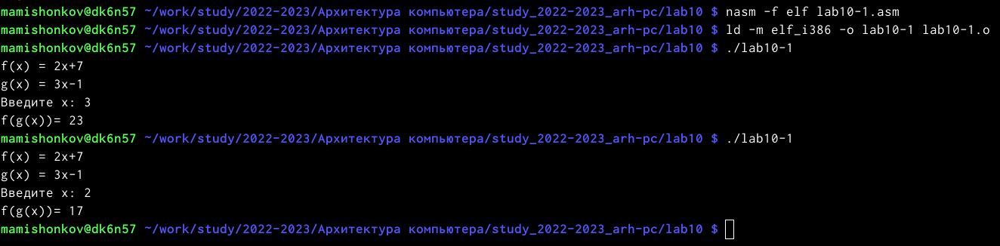 mamishonkov@dk6n57 ~/work/study/2022-2023/Архитектура компьютера/study_2022-2023_arh-pc/lab10 $ nasm -f elf lab10-1.asm
mamishonkov@dk6n57 ~/work/study/2022-2023/Архитектура компьютера/study_2022-2023_arh-pc/lab10 $ ld -m elf_i386 -o lab10-1 lab10-1.o
mamishonkov@dk6n57 ~/work/study/2022-2023/Архитектура компьютера/study_2022-2023_arh-pc/lab10 $ ./lab10-1
f(x) = 2x+7
g(x) = 3x-1
Введите x: 3
f(g(x))= 23
mamishonkov@dk6n57 ~/work/study/2022-2023/Архитектура компьютера/study_2022-2023_arh-pc/lab10 $ ./lab10-1
f(x) = 2x+7
g(x) = 3x-1
Введите x: 2
f(g(x))= 17
mamishonkov@dk6n57 ~/work/study/2022-2023/Архитектура компьютера/study_2022-2023_arh-pc/lab10 $